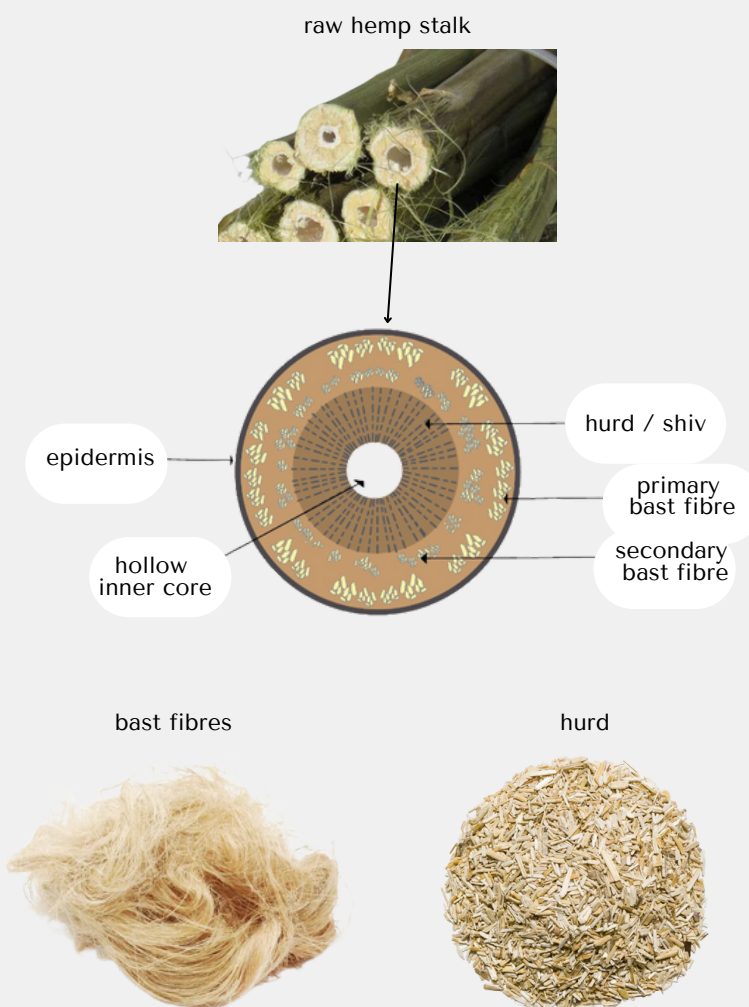 raw hemp stalk
hurd / shiv
epidermis
primary
bast fibre
secondary
bast fibre
hollow
inner core
bast fibres
hurd